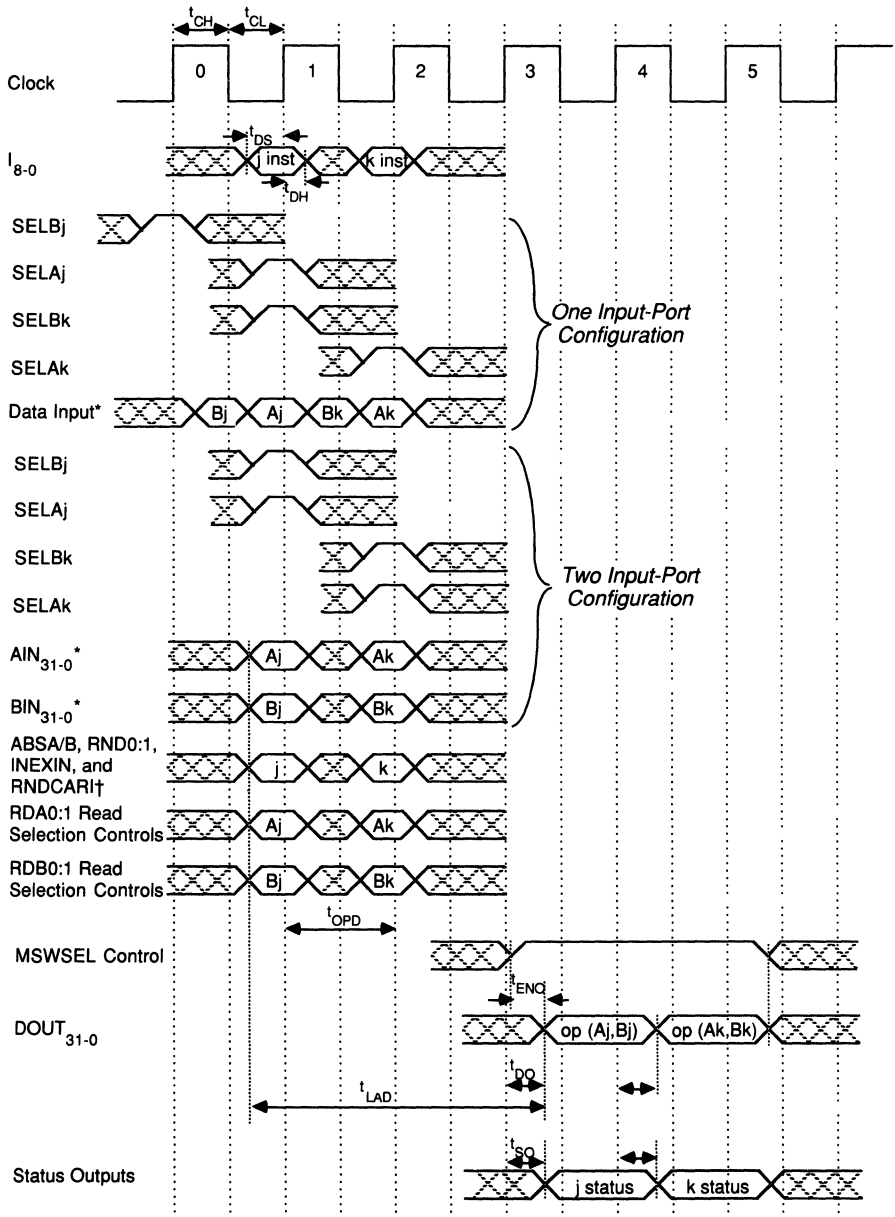 tCH tCL
Clock 0 1 2 3 4 5
tDS
I8-0 j inst k inst
tDH
SELBj
SELAj
SELBk
One Input-Port
Configuration
SELAk
Data Input* Bj Aj Bk Ak
SELBj
SELAj
SELBk
Two Input-Port
Configuration
SELAk
AIN31-0* Aj Ak
BIN31-0* Bj Bk
ABSA/B, RND0:1,
INEXIN, and
RNDCARI† j k
RDA0:1 Read
Selection Controls Aj Ak
RDB0:1 Read
Selection Controls Bj Bk
tOPD
MSWSEL Control
tENO
DOUT31-0 op (Aj,Bj) op (Ak,Bk)
tDO
tLAD
tSO
Status Outputs j status k status